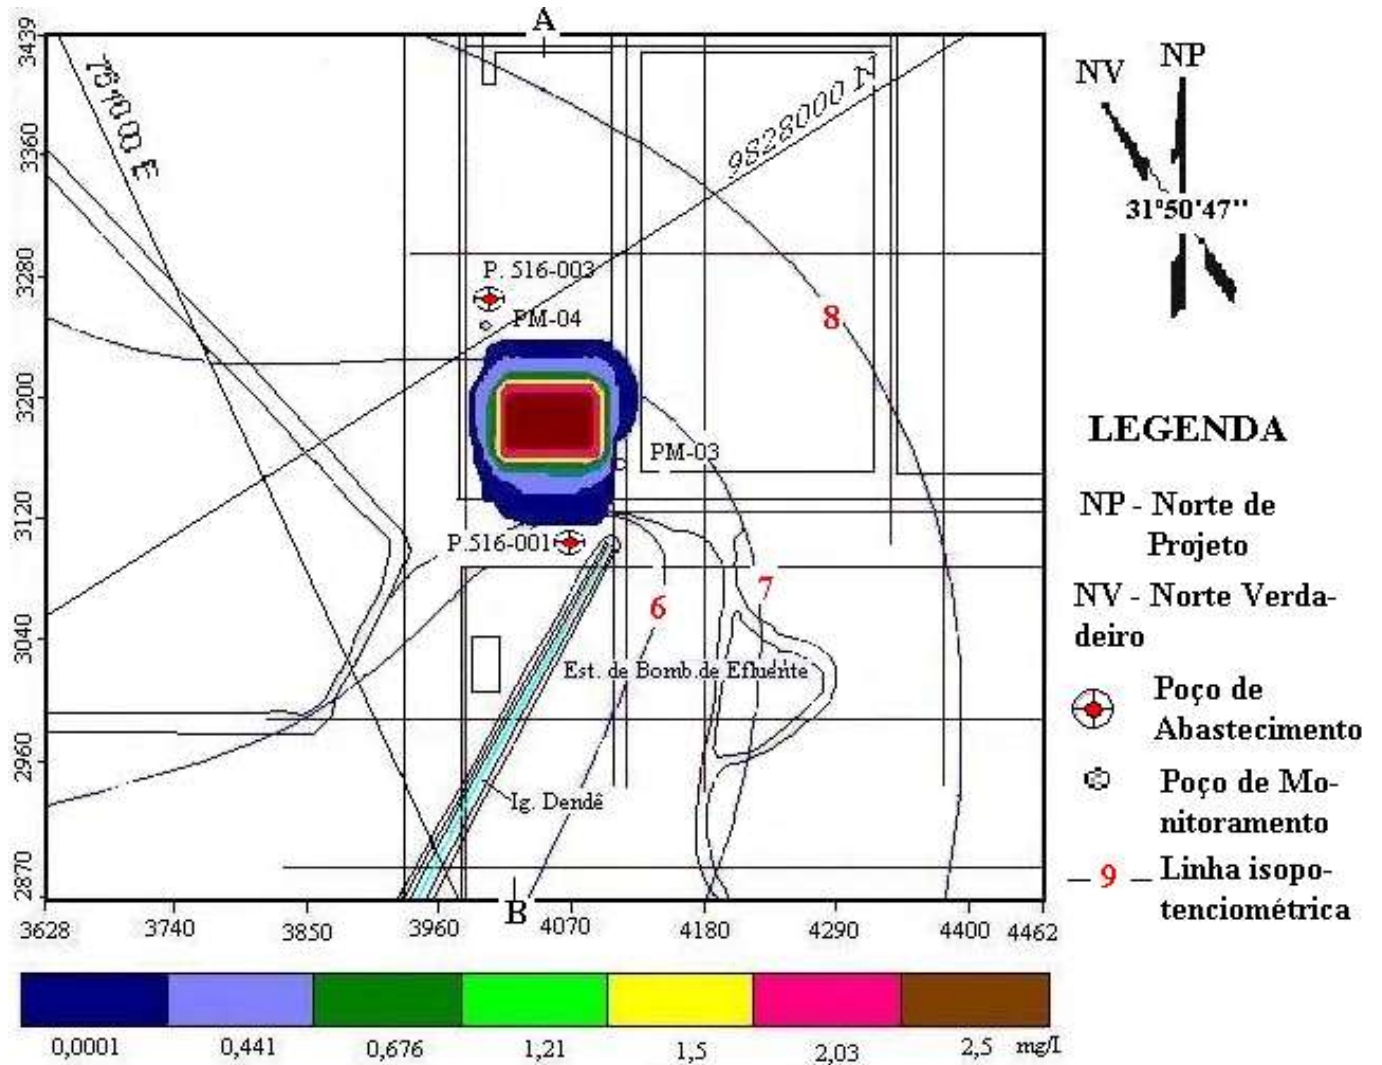 A
3439
3360
3280
3200
3120
3040
2960
2870
9828000 N
P. 516-003
PM-04
8
PM-03
P.516-001
7
6
Est. de Bomb. de Efluente
Ig. Dendê
B
3628 3740 3850 3960 4070 4180 4290 4400 4462
NV NP
31º50'47''
LEGENDA
NP - Norte de
Projeto
NV - Norte Verda-
deiro
Poço de
Abastecimento
Poço de Mo-
nitoramento
9 Linha isopo-
tenciométrica
0,0001 0,441 0,676 1,21 1,5 2,03 2,5 mg/l